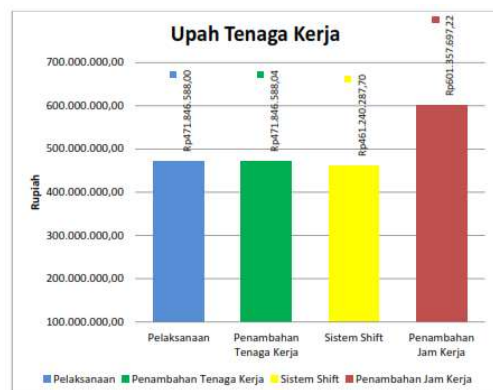 Upah Tenaga Kerja
Rupiah
700.000.000,00
600.000.000,00
500.000.000,00
400.000.000,00
300.000.000,00
200.000.000,00
100.000.000,00
Rp471.846.588,00
Rp471.846.588,04
Rp461.240.287,70
Rp601.357.697,22
Pelaksanaan
Penambahan
Tenaga Kerja
Sistem Shift
Penambahan
Jam Kerja
Pelaksanaan Penambahan Tenaga Kerja Sistem Shift Penambahan Jam Kerja